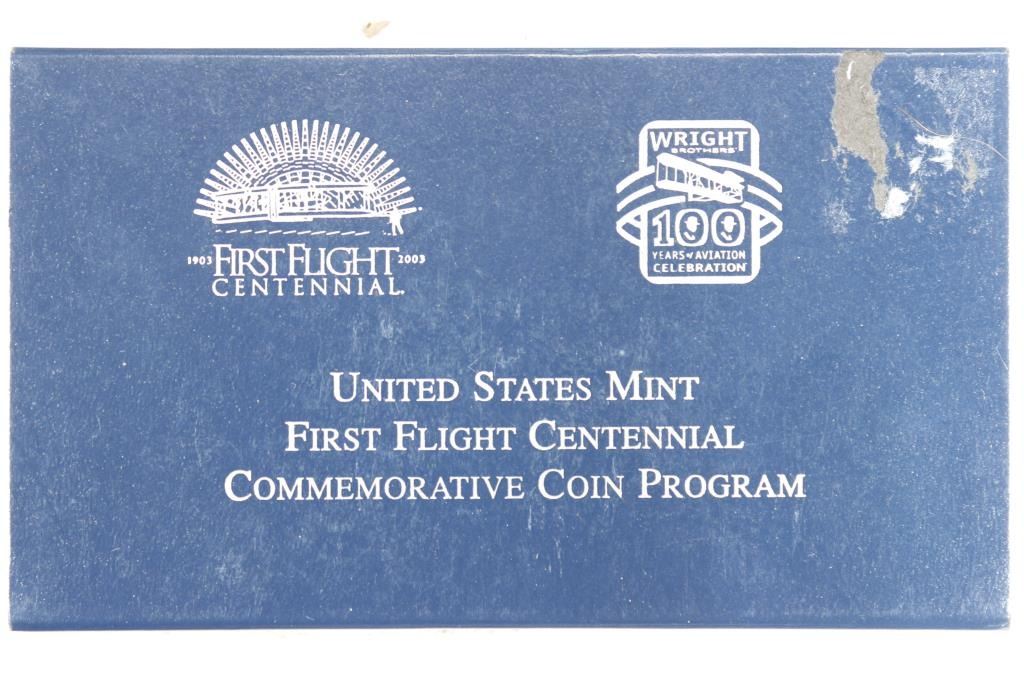 1903 FIRST FLIGHT 2003
CENTENNIAL.
WRIGHT
BROTHERS
100
YEARS of AVIATION
CELEBRATION
UNITED STATES MINT
FIRST FLIGHT CENTENNIAL
COMMEMORATIVE COIN PROGRAM